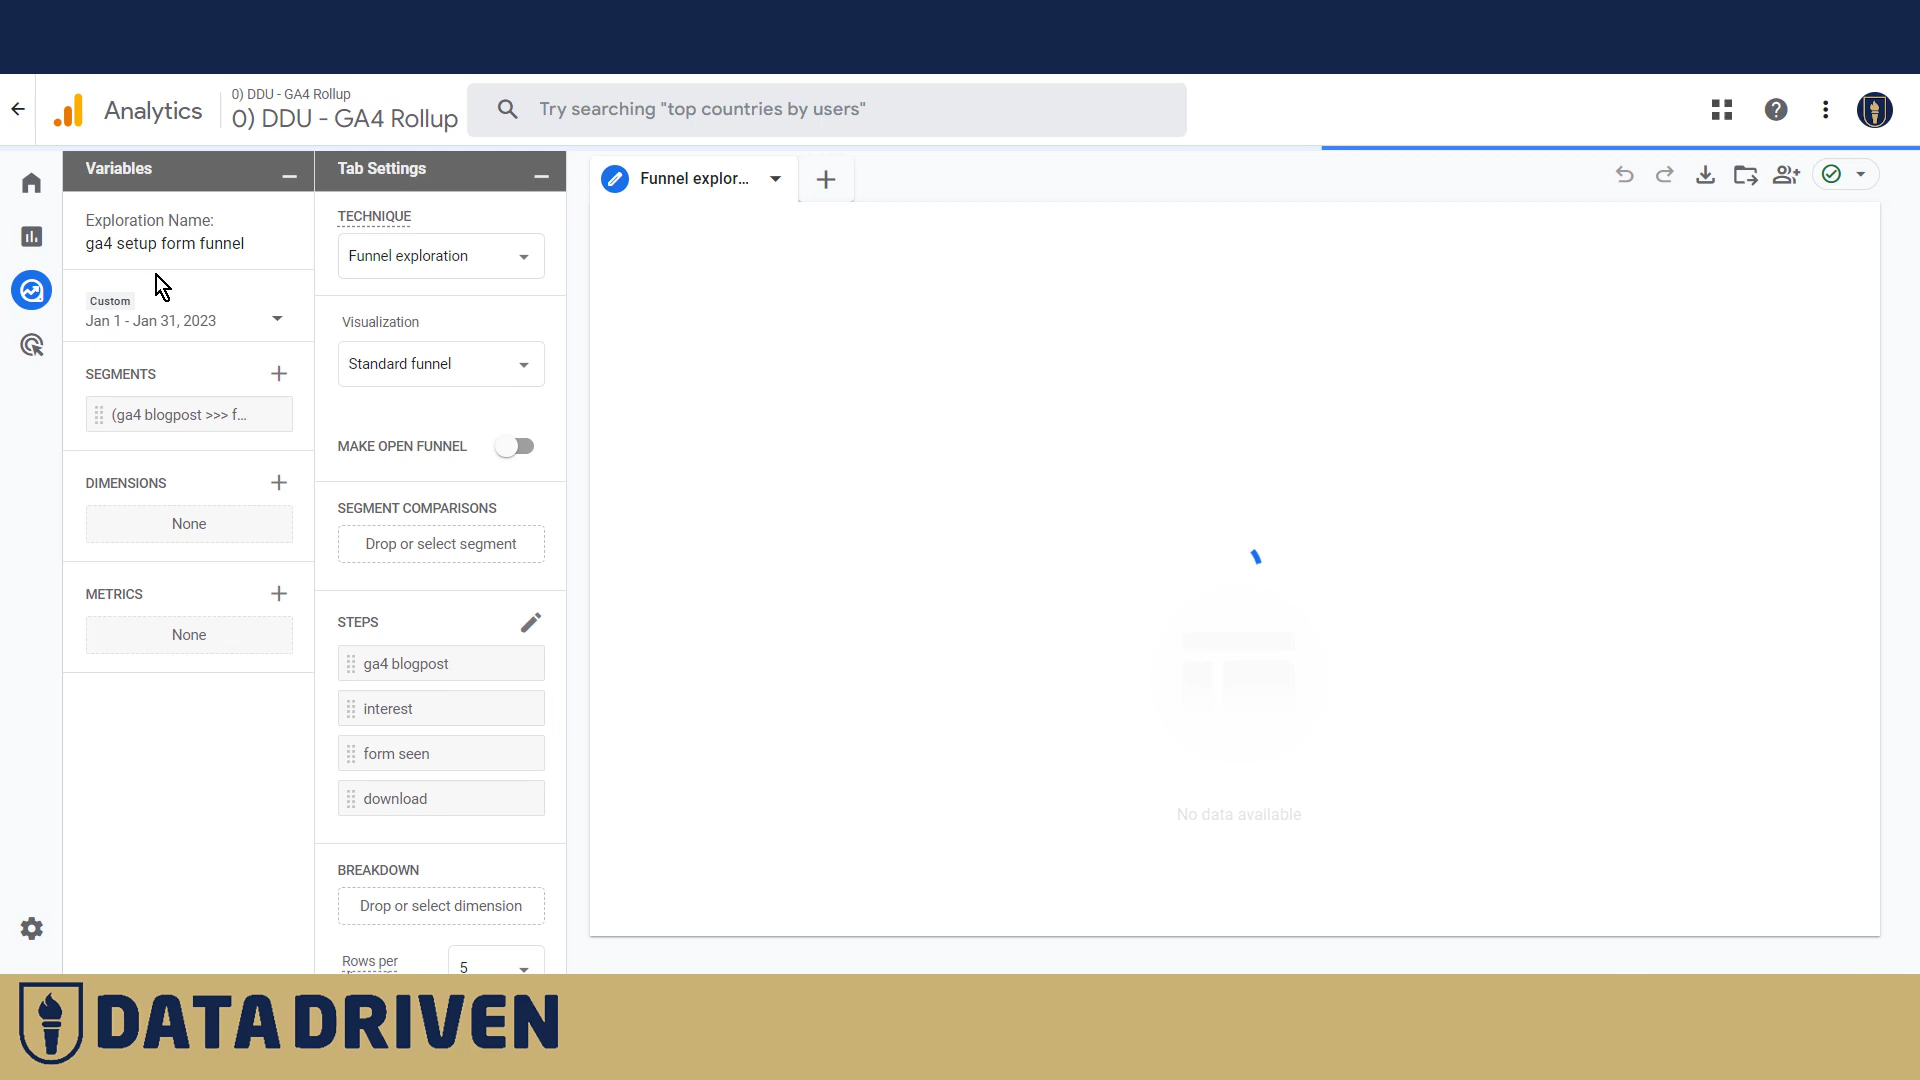 Analytics
0) DDU - GA4 Rollup
0) DDU - GA4 Rollup
Try searching "top countries by users"
Variables
Exploration Name:
ga4 setup form funnel
Custom
Jan 1 - Jan 31, 2023
SEGMENTS
(ga4 blogpost >>> f...
DIMENSIONS
None
METRICS
None
Tab Settings
TECHNIQUE
Funnel exploration
Visualization
Standard funnel
MAKE OPEN FUNNEL
SEGMENT COMPARISONS
Drop or select segment
STEPS
ga4 blogpost
interest
form seen
download
BREAKDOWN
Drop or select dimension
Rows per
5
Funnel explor...
No data available
DATA DRIVEN